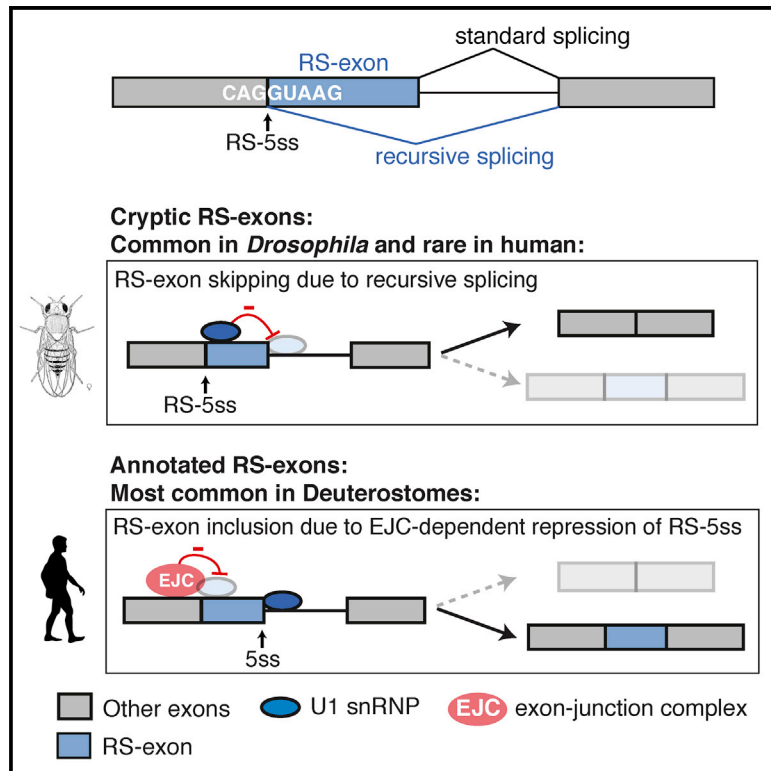 standard splicing
RS-exon
CAGGUAAG
RS-5ss
recursive splicing
Cryptic RS-exons:
Common in Drosophila and rare in human:
RS-exon skipping due to recursive splicing
-
RS-5ss
Annotated RS-exons:
Most common in Deuterostomes:
RS-exon inclusion due to EJC-dependent repression of RS-5ss
-
EJC
5ss
Other exons
U1 snRNP
EJC
exon-junction complex
RS-exon